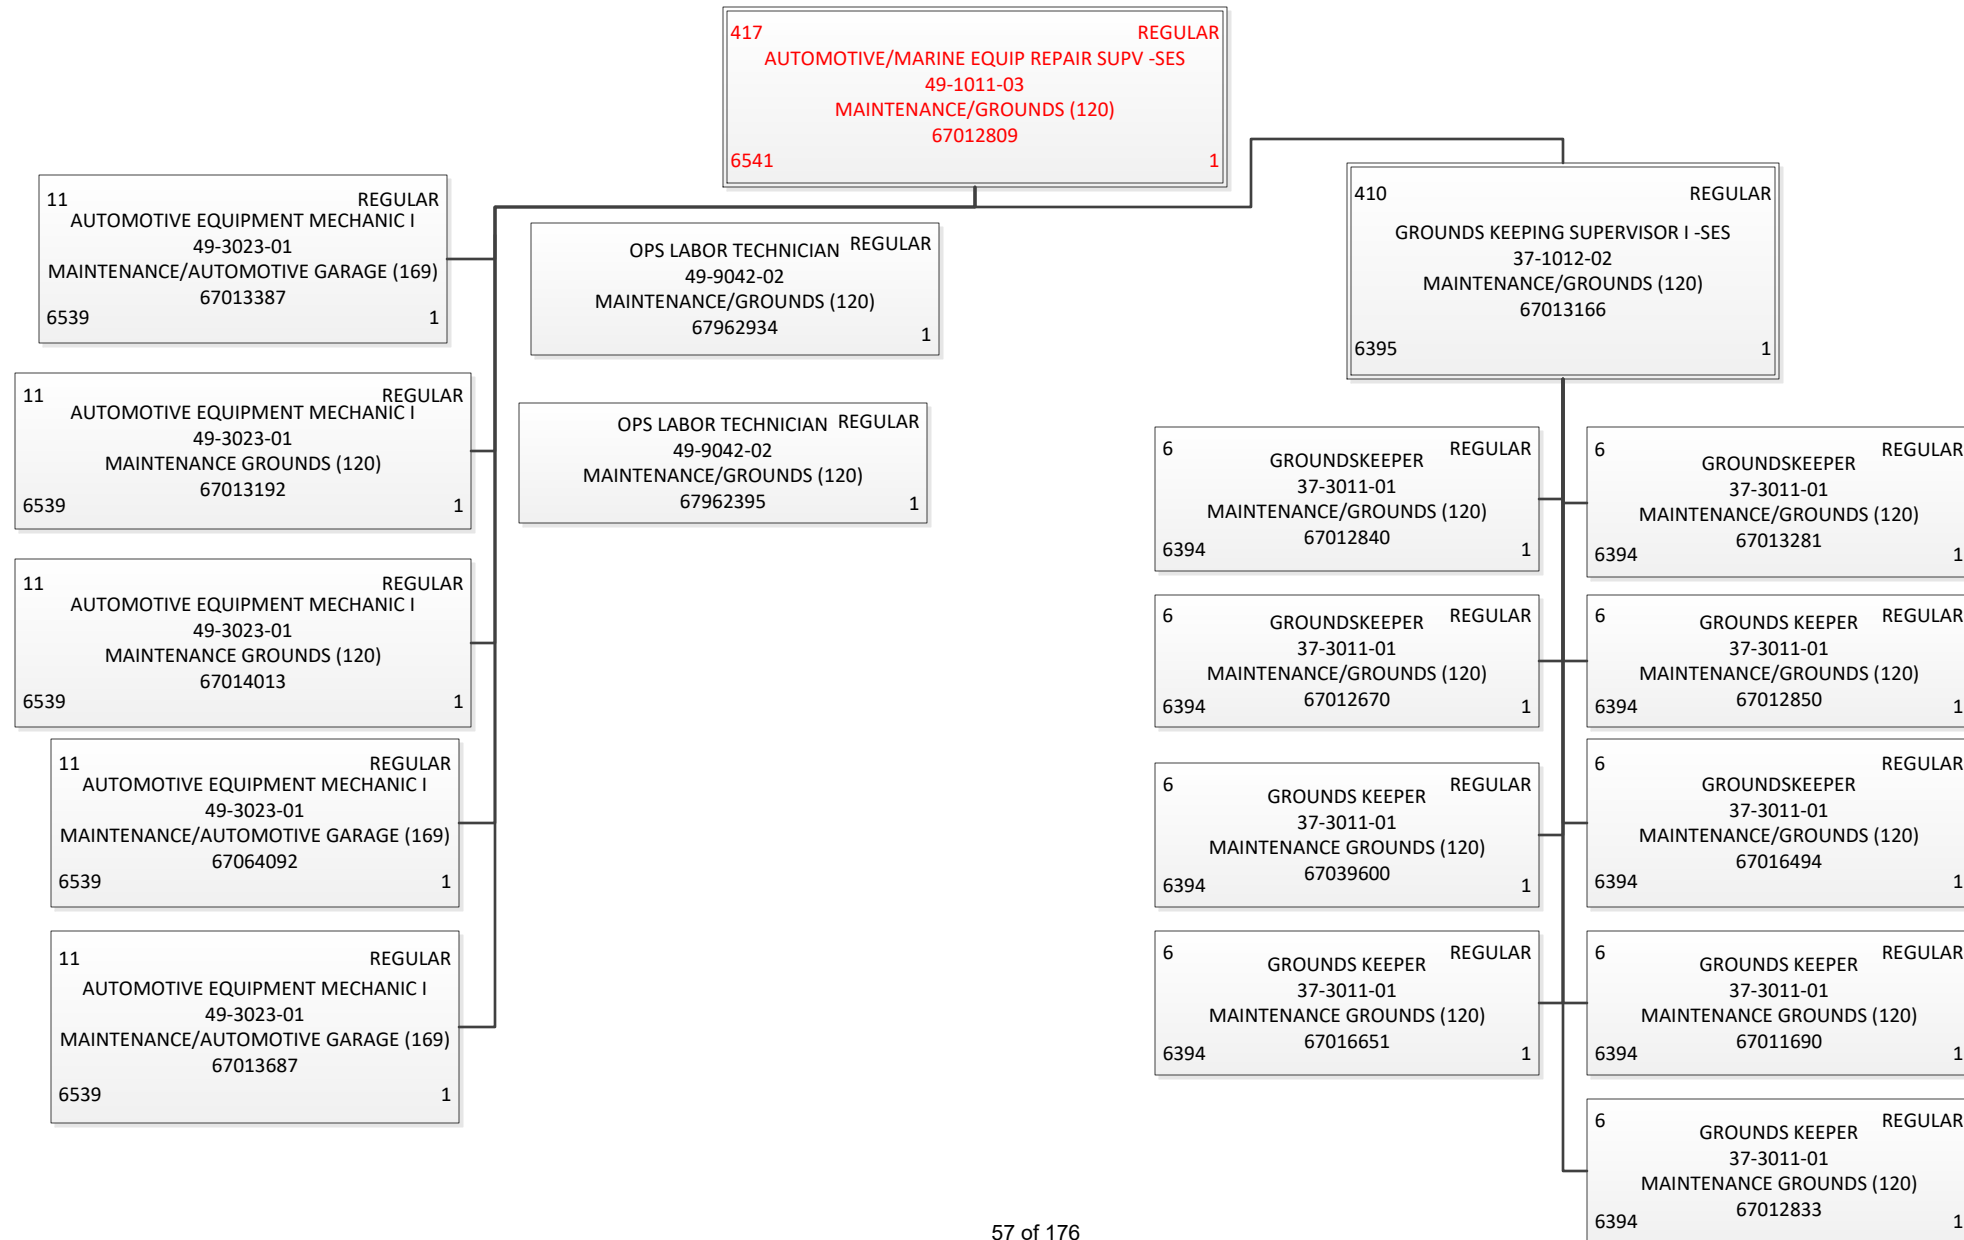 417 REGULAR
AUTOMOTIVE/MARINE EQUIP REPAIR SUPV -SES
49-1011-03
MAINTENANCE/GROUNDS (120)
67012809
6541 1
11 REGULAR
AUTOMOTIVE EQUIPMENT MECHANIC I
49-3023-01
MAINTENANCE/AUTOMOTIVE GARAGE (169)
67013387
6539 1
11 REGULAR
AUTOMOTIVE EQUIPMENT MECHANIC I
49-3023-01
MAINTENANCE GROUNDS (120)
67013192
6539 1
11 REGULAR
AUTOMOTIVE EQUIPMENT MECHANIC I
49-3023-01
MAINTENANCE GROUNDS (120)
67014013
6539 1
11 REGULAR
AUTOMOTIVE EQUIPMENT MECHANIC I
49-3023-01
MAINTENANCE/AUTOMOTIVE GARAGE (169)
67064092
6539 1
11 REGULAR
AUTOMOTIVE EQUIPMENT MECHANIC I
49-3023-01
MAINTENANCE/AUTOMOTIVE GARAGE (169)
67013687
6539 1
OPS LABOR TECHNICIAN REGULAR
49-9042-02
MAINTENANCE/GROUNDS (120)
67962934
1
OPS LABOR TECHNICIAN REGULAR
49-9042-02
MAINTENANCE/GROUNDS (120)
67962395
1
410 REGULAR
GROUNDS KEEPING SUPERVISOR I -SES
37-1012-02
MAINTENANCE/GROUNDS (120)
67013166
6395 1
6 REGULAR
GROUNDSKEEPER
37-3011-01
MAINTENANCE/GROUNDS (120)
67012840
6394 1
6 REGULAR
GROUNDSKEEPER
37-3011-01
MAINTENANCE/GROUNDS (120)
67013281
6394 1
6 REGULAR
GROUNDSKEEPER
37-3011-01
MAINTENANCE/GROUNDS (120)
67012670
6394 1
6 REGULAR
GROUNDS KEEPER
37-3011-01
MAINTENANCE/GROUNDS (120)
67012850
6394 1
6 REGULAR
GROUNDS KEEPER
37-3011-01
MAINTENANCE GROUNDS (120)
67039600
6394 1
6 REGULAR
GROUNDSKEEPER
37-3011-01
MAINTENANCE/GROUNDS (120)
67016494
6394 1
6 REGULAR
GROUNDS KEEPER
37-3011-01
MAINTENANCE GROUNDS (120)
67016651
6394 1
6 REGULAR
GROUNDS KEEPER
37-3011-01
MAINTENANCE GROUNDS (120)
67011690
6394 1
6 REGULAR
GROUNDS KEEPER
37-3011-01
MAINTENANCE GROUNDS (120)
67012833
6394 1
57 of 176